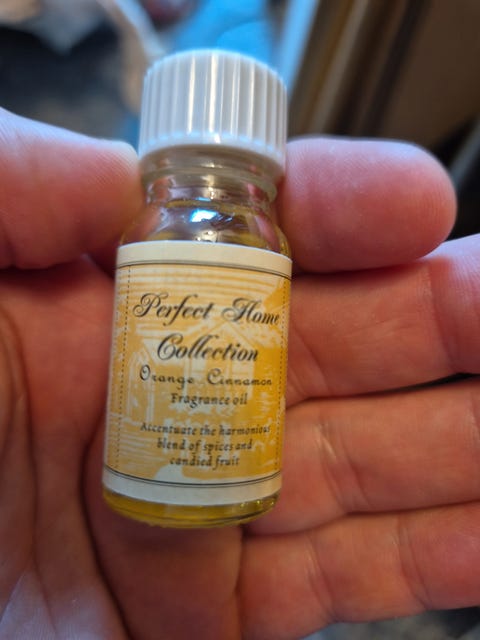 Perfect Home
Collection
Orange Cinnamon
Fragrance oil
Accentuate the harmonious
blend of spices and
candied fruit